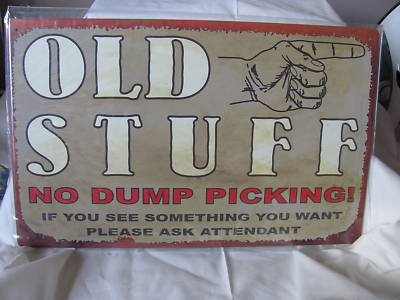 OLD
STUFF
NO DUMP PICKING!
IF YOU SEE SOMETHING YOU WANT
PLEASE ASK ATTENDANT